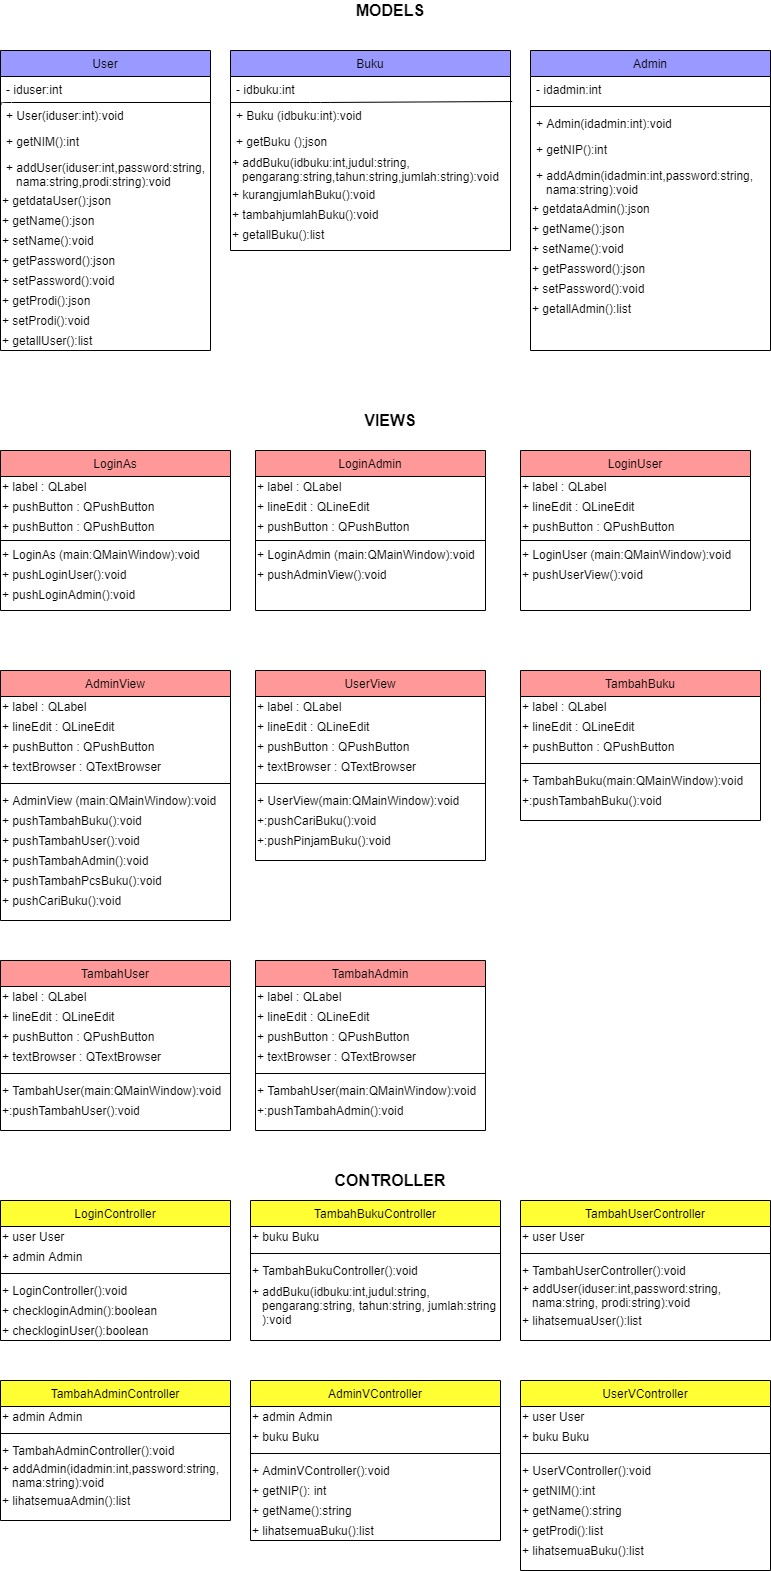 MODELS
User
- iduser:int
+ User(iduser:int):void
+ getNIM():int
+ addUser(iduser:int,password:string,
nama:string,prodi:string):void
+ getdataUser():json
+ getName():json
+ setName():void
+ getPassword():json
+ setPassword():void
+ getProdi():json
+ setProdi():void
+ getallUser():list
Buku
- idbuku:int
+ Buku (idbuku:int):void
+ getBuku ();json
+ addBuku(idbuku:int,judul:string,
pengarang:string,tahun:string,jumlah:string):void
+ kurangjumlahBuku():void
+ tambahjumlahBuku():void
+ getallBuku():list
Admin
- idadmin:int
+ Admin(idadmin:int):void
+ getNIP():int
+ addAdmin(idadmin:int,password:string,
nama:string):void
+ getdataAdmin():json
+ getName():json
+ setName():void
+ getPassword():json
+ setPassword():void
+ getallAdmin():list
VIEWS
LoginAs
+ label : QLabel
+ pushButton : QPushButton
+ pushButton : QPushButton
+ LoginAs (main:QMainWindow):void
+ pushLoginUser():void
+ pushLoginAdmin():void
LoginAdmin
+ label : QLabel
+ lineEdit : QLineEdit
+ pushButton : QPushButton
+ LoginAdmin (main:QMainWindow):void
+ pushAdminView():void
LoginUser
+ label : QLabel
+ lineEdit : QLineEdit
+ pushButton : QPushButton
+ LoginUser (main:QMainWindow):void
+ pushUserView():void
AdminView
+ label : QLabel
+ lineEdit : QLineEdit
+ pushButton : QPushButton
+ textBrowser : QTextBrowser
+ AdminView (main:QMainWindow):void
+ pushTambahBuku():void
+ pushTambahUser():void
+ pushTambahAdmin():void
+ pushTambahPcsBuku():void
+ pushCariBuku():void
UserView
+ label : QLabel
+ lineEdit : QLineEdit
+ pushButton : QPushButton
+ textBrowser : QTextBrowser
+ UserView(main:QMainWindow):void
+:pushCariBuku():void
+:pushPinjamBuku():void
TambahBuku
+ label : QLabel
+ lineEdit : QLineEdit
+ pushButton : QPushButton
+ TambahBuku(main:QMainWindow):void
+:pushTambahBuku():void
TambahUser
+ label : QLabel
+ lineEdit : QLineEdit
+ pushButton : QPushButton
+ textBrowser : QTextBrowser
+ TambahUser(main:QMainWindow):void
+:pushTambahUser():void
TambahAdmin
+ label : QLabel
+ lineEdit : QLineEdit
+ pushButton : QPushButton
+ textBrowser : QTextBrowser
+ TambahUser(main:QMainWindow):void
+:pushTambahAdmin():void
CONTROLLER
LoginController
+ user User
+ admin Admin
+ LoginController():void
+ checkloginAdmin():boolean
+ checkloginUser():boolean
TambahBukuController
+ buku Buku
+ TambahBukuController():void
+ addBuku(idbuku:int,judul:string,
pengarang:string, tahun:string, jumlah:string
):void
TambahUserController
+ user User
+ TambahUserController():void
+ addUser(iduser:int,password:string,
nama:string, prodi:string):void
+ lihatsemuaUser():list
TambahAdminController
+ admin Admin
+ TambahAdminController():void
+ addAdmin(idadmin:int,password:string,
nama:string):void
+ lihatsemuaAdmin():list
AdminVController
+ admin Admin
+ buku Buku
+ AdminVController():void
+ getNIP(): int
+ getName():string
+ lihatsemuaBuku():list
UserVController
+ user User
+ buku Buku
+ UserVController():void
+ getNIM():int
+ getName():string
+ getProdi():list
+ lihatsemuaBuku():list